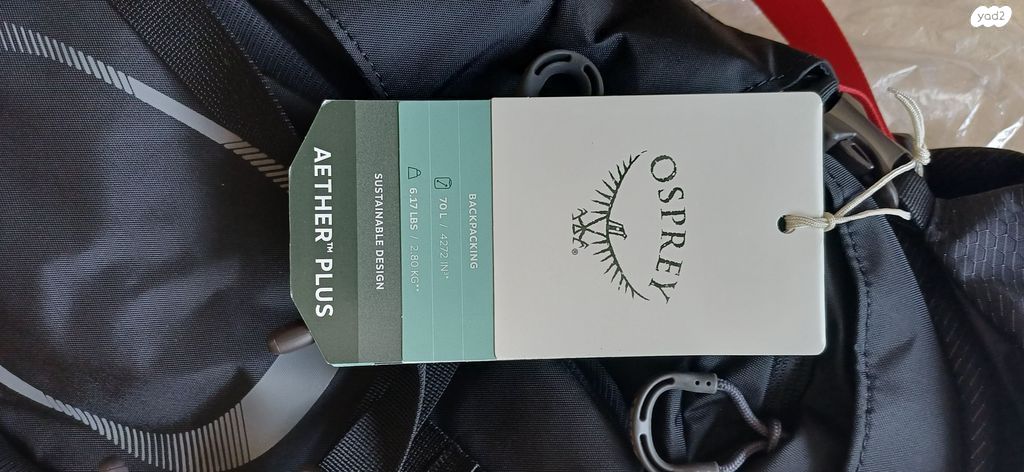 yad2
OSPREY
®
BACKPACKING
70 L / 4272 IN³*
6.17 LBS / 2.80 KG**
SUSTAINABLE DESIGN
AETHER™ PLUS